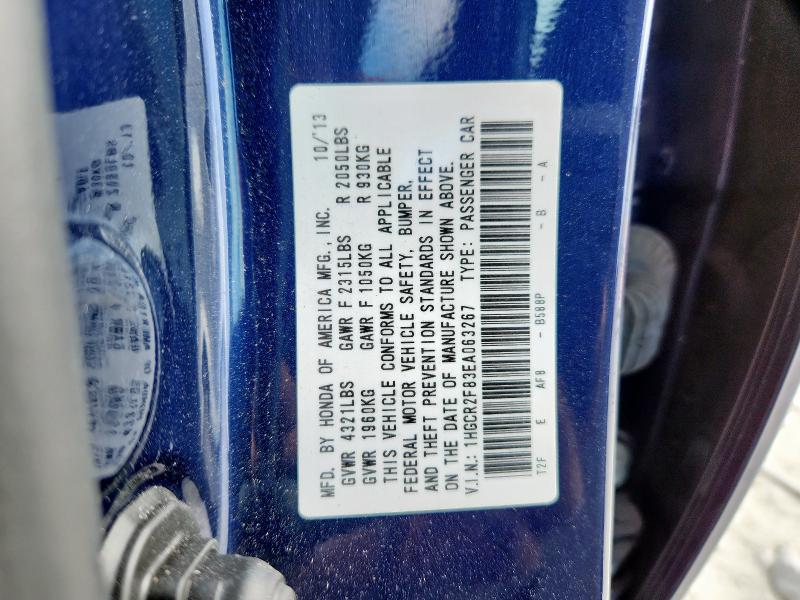 MFD. BY HONDA OF AMERICA MFG., INC. 10/13
GVWR 4321LBS GAWR F 2315LBS R 2050LBS
GVWR 1960KG GAWR F 1050KG R 930KG
THIS VEHICLE CONFORMS TO ALL APPLICABLE
FEDERAL MOTOR VEHICLE SAFETY, BUMPER,
AND THEFT PREVENTION STANDARDS IN EFFECT
ON THE DATE OF MANUFACTURE SHOWN ABOVE.
V.I.N.: 1HGCR2F83EA063267 TYPE: PASSENGER CAR
T2F E AF8 - B588P - B - A